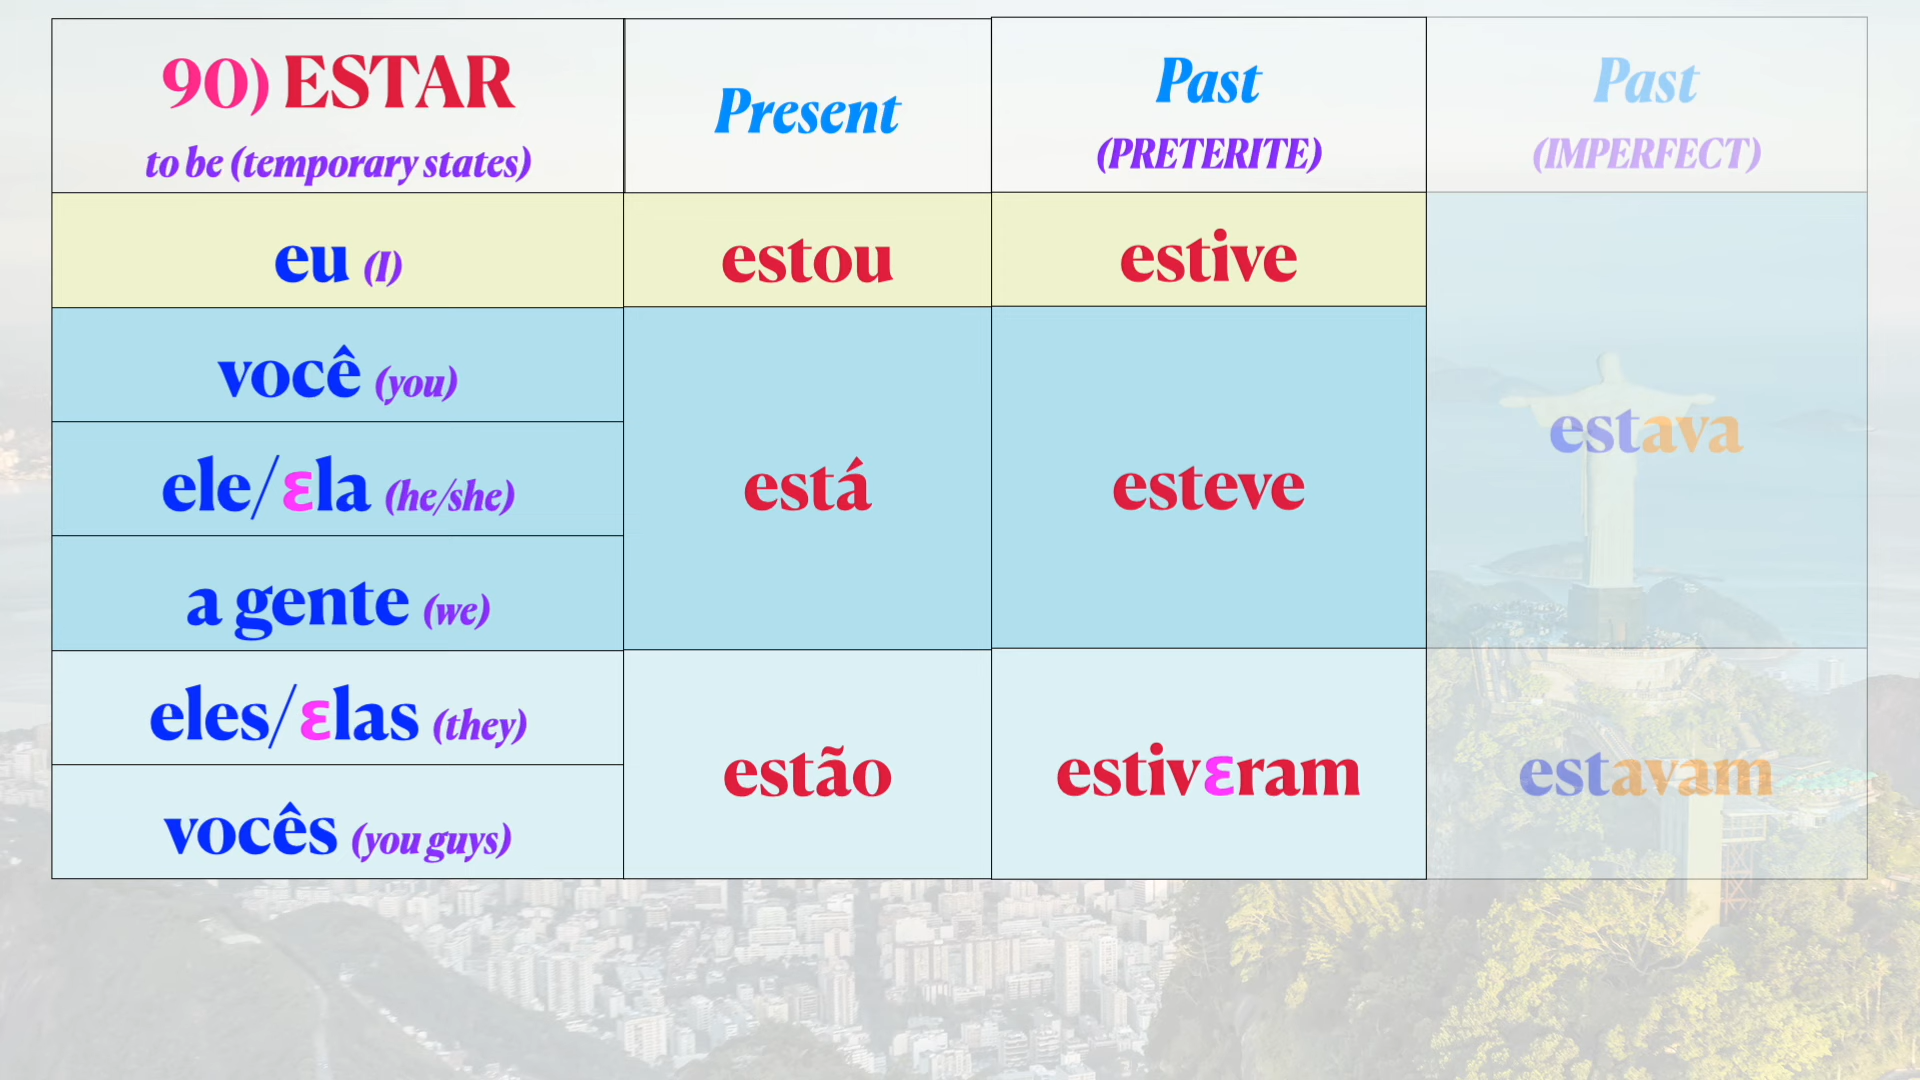 90) ESTAR
to be (temporary states)
Present
Past
(PRETERITE)
Past
(IMPERFECT)
eu (I)
estou
estive
você (you)
ele/ɛla (he/she)
está
esteve
estava
a gente (we)
eles/ɛlas (they)
estão
estivɛram
estavam
vocês (you guys)